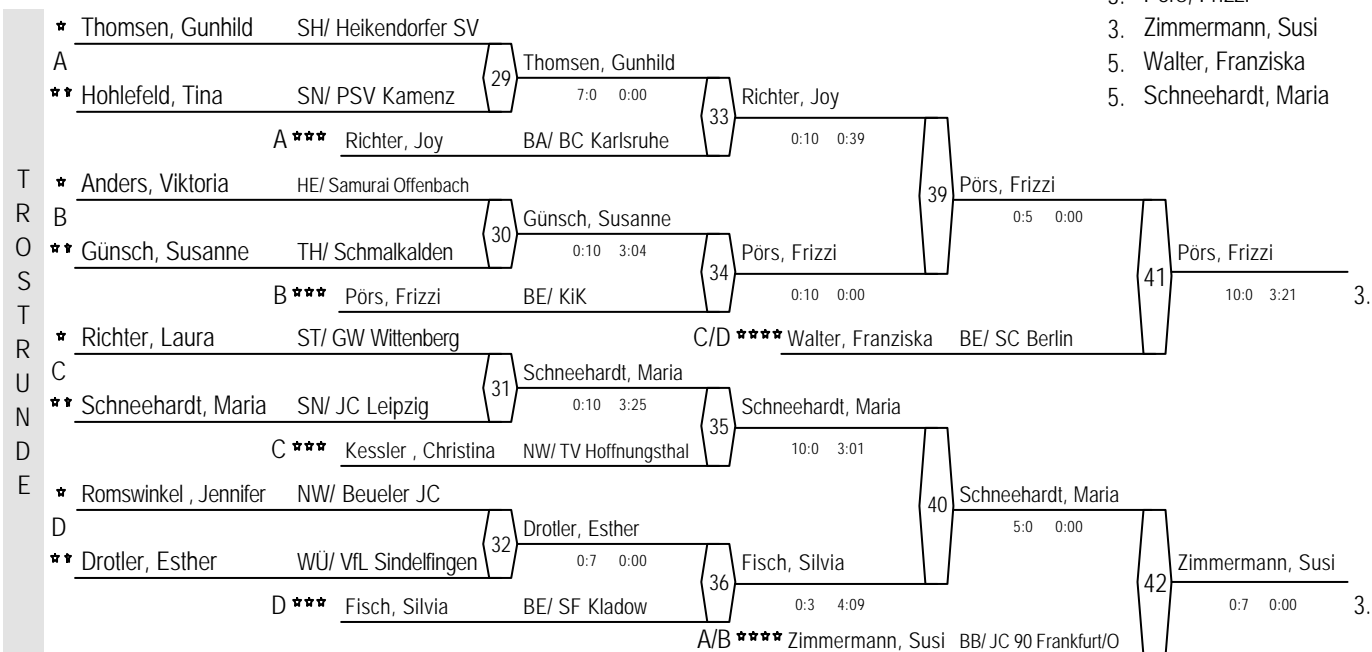 3. Pörs, Frizzi
* Thomsen, Gunhild SH/ Heikendorfer SV
3. Zimmermann, Susi
A
29
Thomsen, Gunhild
5. Walter, Franziska
** Hohlefeld, Tina SN/ PSV Kamenz
7:0 0:00
33
Richter, Joy
5. Schneehardt, Maria
A *** Richter, Joy BA/ BC Karlsruhe
0:10 0:39
TROSTRUNDE
* Anders, Viktoria HE/ Samurai Offenbach
39
Pörs, Frizzi
B
30
Günsch, Susanne
0:5 0:00
** Günsch, Susanne TH/ Schmalkalden
0:10 3:04
34
Pörs, Frizzi
41
Pörs, Frizzi
B *** Pörs, Frizzi BE/ KiK
0:10 0:00
10:0 3:21 3.
* Richter, Laura ST/ GW Wittenberg
C/D **** Walter, Franziska BE/ SC Berlin
C
31
Schneehardt, Maria
** Schneehardt, Maria SN/ JC Leipzig
0:10 3:25
35
Schneehardt, Maria
C *** Kessler , Christina NW/ TV Hoffnungsthal
10:0 3:01
* Romswinkel , Jennifer NW/ Beueler JC
40
Schneehardt, Maria
D
32
Drotler, Esther
5:0 0:00
** Drotler, Esther WÜ/ VfL Sindelfingen
0:7 0:00
36
Fisch, Silvia
42
Zimmermann, Susi
D *** Fisch, Silvia BE/ SF Kladow
0:3 4:09
0:7 0:00 3.
A/B **** Zimmermann, Susi BB/ JC 90 Frankfurt/O